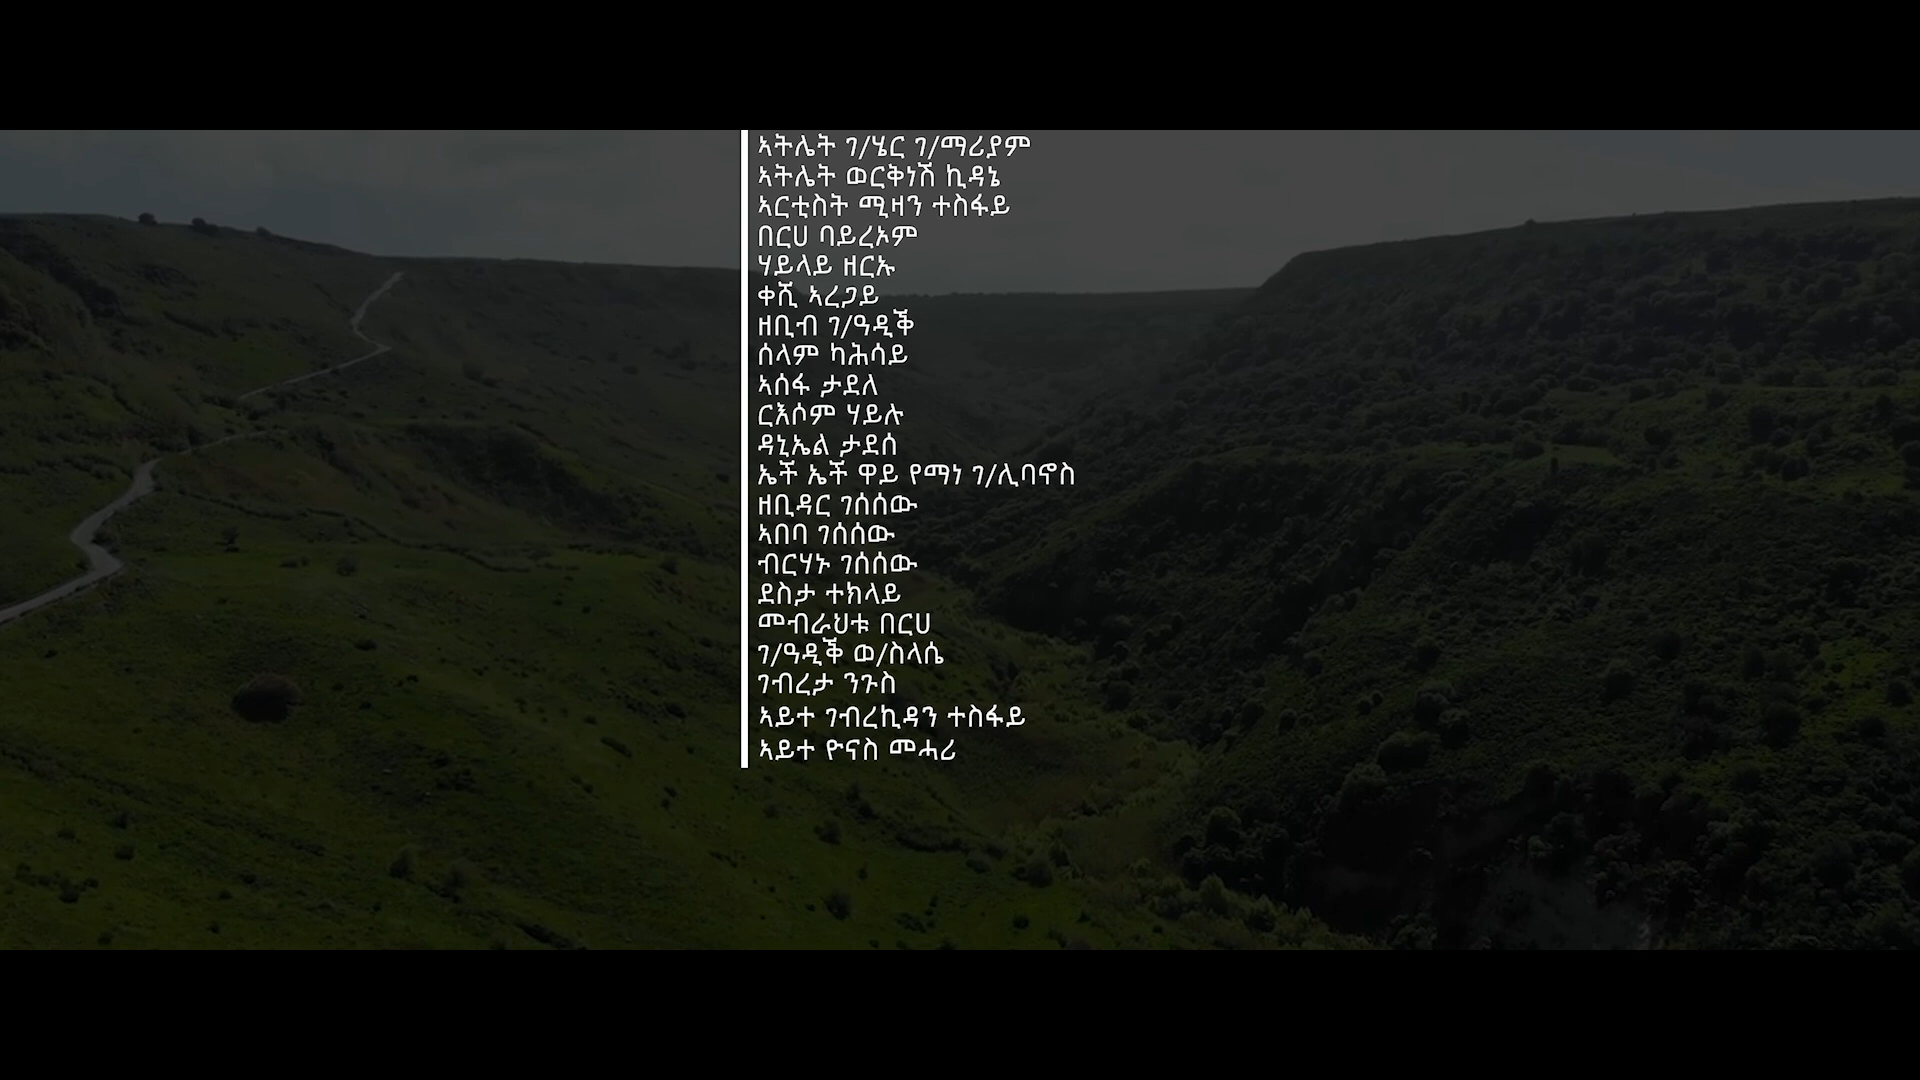 ኣትሌት ገ/ሄር ገ/ማሪያም
ኣትሌት ወርቅነሽ ኪዳኔ
ኣርቲስት ሚዛን ተስፋይ
በርሀ ባይረኦም
ሃይላይ ዘርኡ
ቀሺ ኣረጋይ
ዘቢብ ገ/ዓዲቕ
ሰላም ካሕሳይ
ኣሰፋ ታደለ
ርእሶም ሃይሉ
ዳኒኤል ታደሰ
ኤች ኤች ዋይ የማነ ገ/ሊባኖስ
ዘቢዳር ገሰሰው
ኣበባ ገሰሰው
ብርሃኑ ገሰሰው
ደስታ ተክላይ
መብራህቱ በርሀ
ገ/ዓዲቕ ወ/ስላሴ
ገብረታ ንጉስ
ኣይተ ገብረኪዳን ተስፋይ
ኣይተ ዮናስ መሓሪ